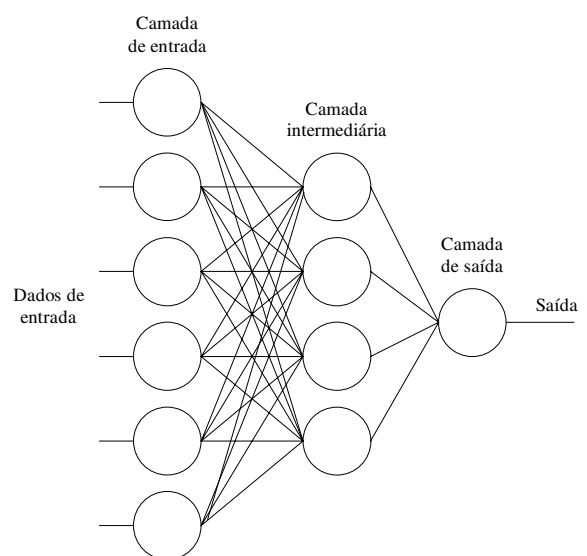 Camada
de entrada
Camada
intermediária
Camada
de saída
Dados de
entrada
Saída